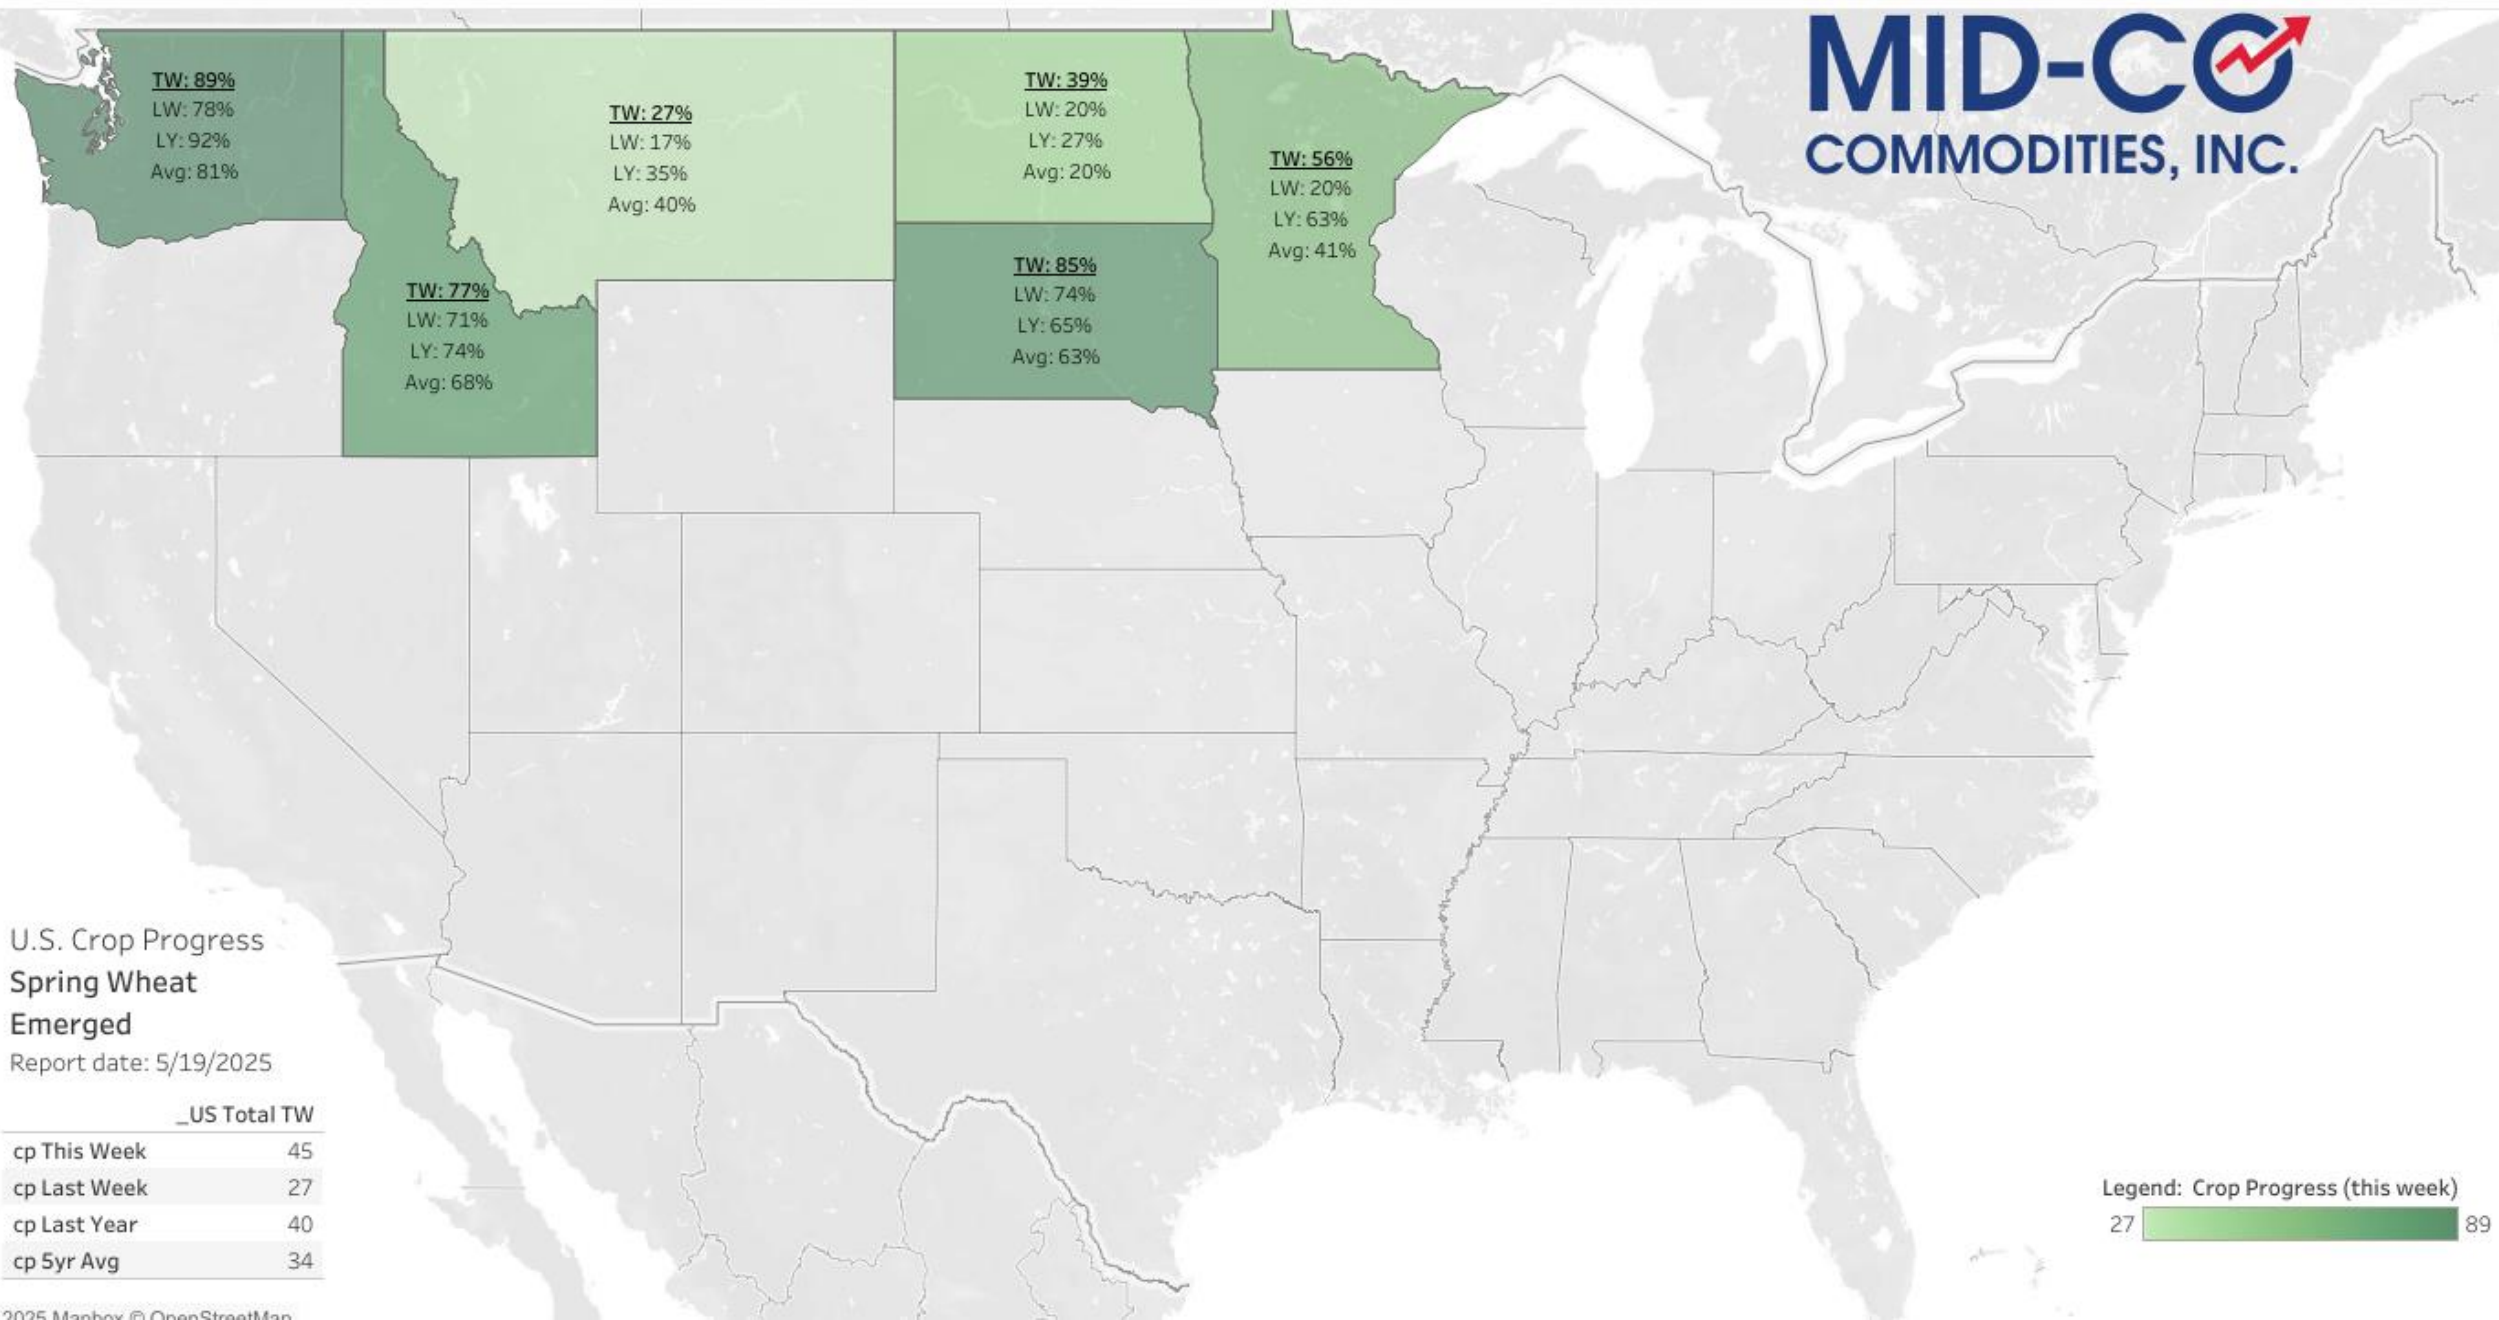 MID-CO
COMMODITIES, INC.
TW: 89%
LW: 78%
LY: 92%
Avg: 81%
TW: 27%
LW: 17%
LY: 35%
Avg: 40%
TW: 39%
LW: 20%
LY: 27%
Avg: 20%
TW: 56%
LW: 20%
LY: 63%
Avg: 41%
TW: 77%
LW: 71%
LY: 74%
Avg: 68%
TW: 85%
LW: 74%
LY: 65%
Avg: 63%
U.S. Crop Progress
Spring Wheat
Emerged
Report date: 5/19/2025
_US Total TW
cp This Week 45
cp Last Week 27
cp Last Year 40
cp 5yr Avg 34
Legend: Crop Progress (this week)
27 89
2025 Mapbox © OpenStreetMap